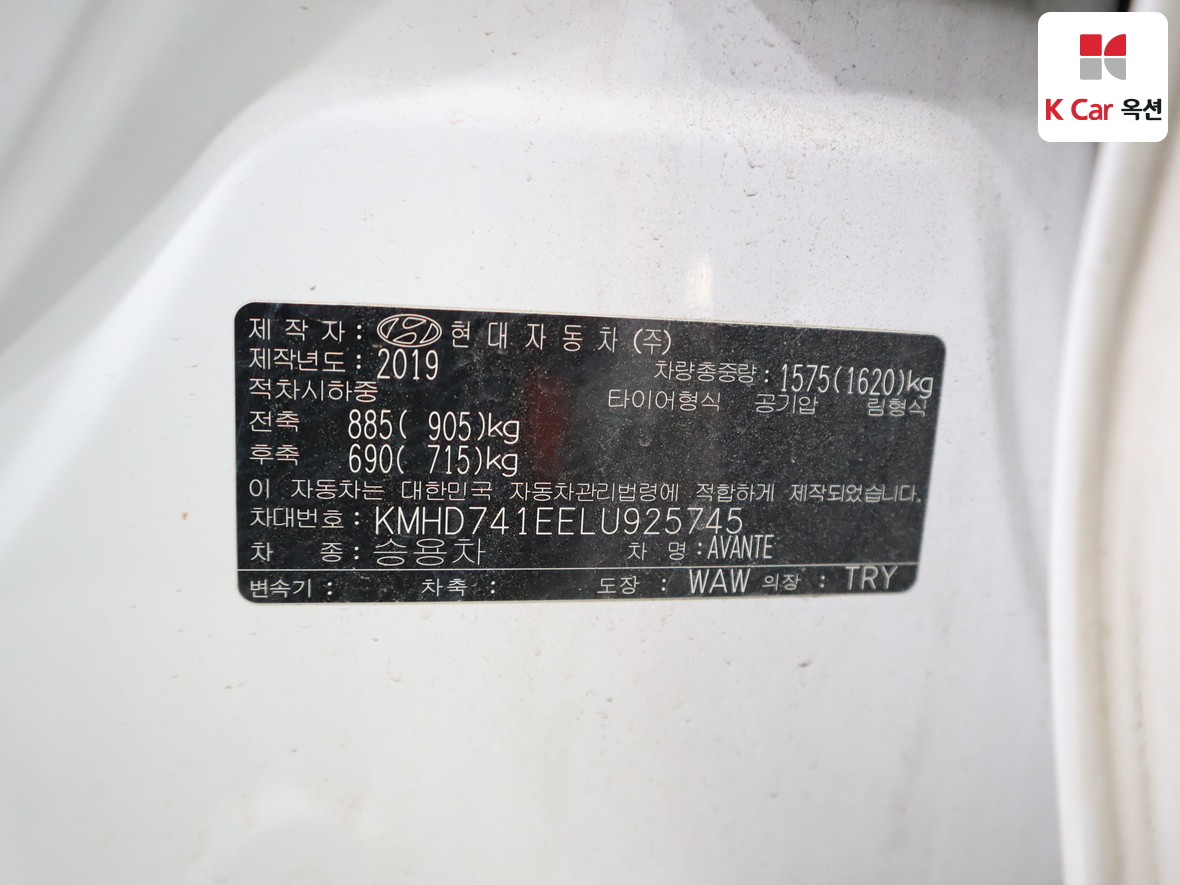 K Car 옥션
제 작 자 : 현 대 자 동 차 (주)
제작년도 : 2019 차량총중량 : 1575(1620)kg
적차시하중 타이어형식 공기압 림형식
전축 885( 905)kg
후축 690( 715)kg
이 자동차는 대한민국 자동차관리법령에 적합하게 제작되었습니다.
차대번호 : KMHD741EELU925745
차 종 : 승용차 차 명 : AVANTE
변속기 : 차축 : 도장 : WAW 의장 : TRY